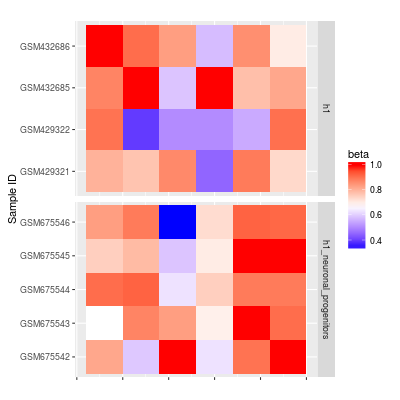 GSM432686
GSM432685
GSM429322
GSM429321
h1
GSM675546
GSM675545
GSM675544
GSM675543
GSM675542
h1_neuronal_progenitors
Sample ID
beta
1.0
0.8
0.6
0.4